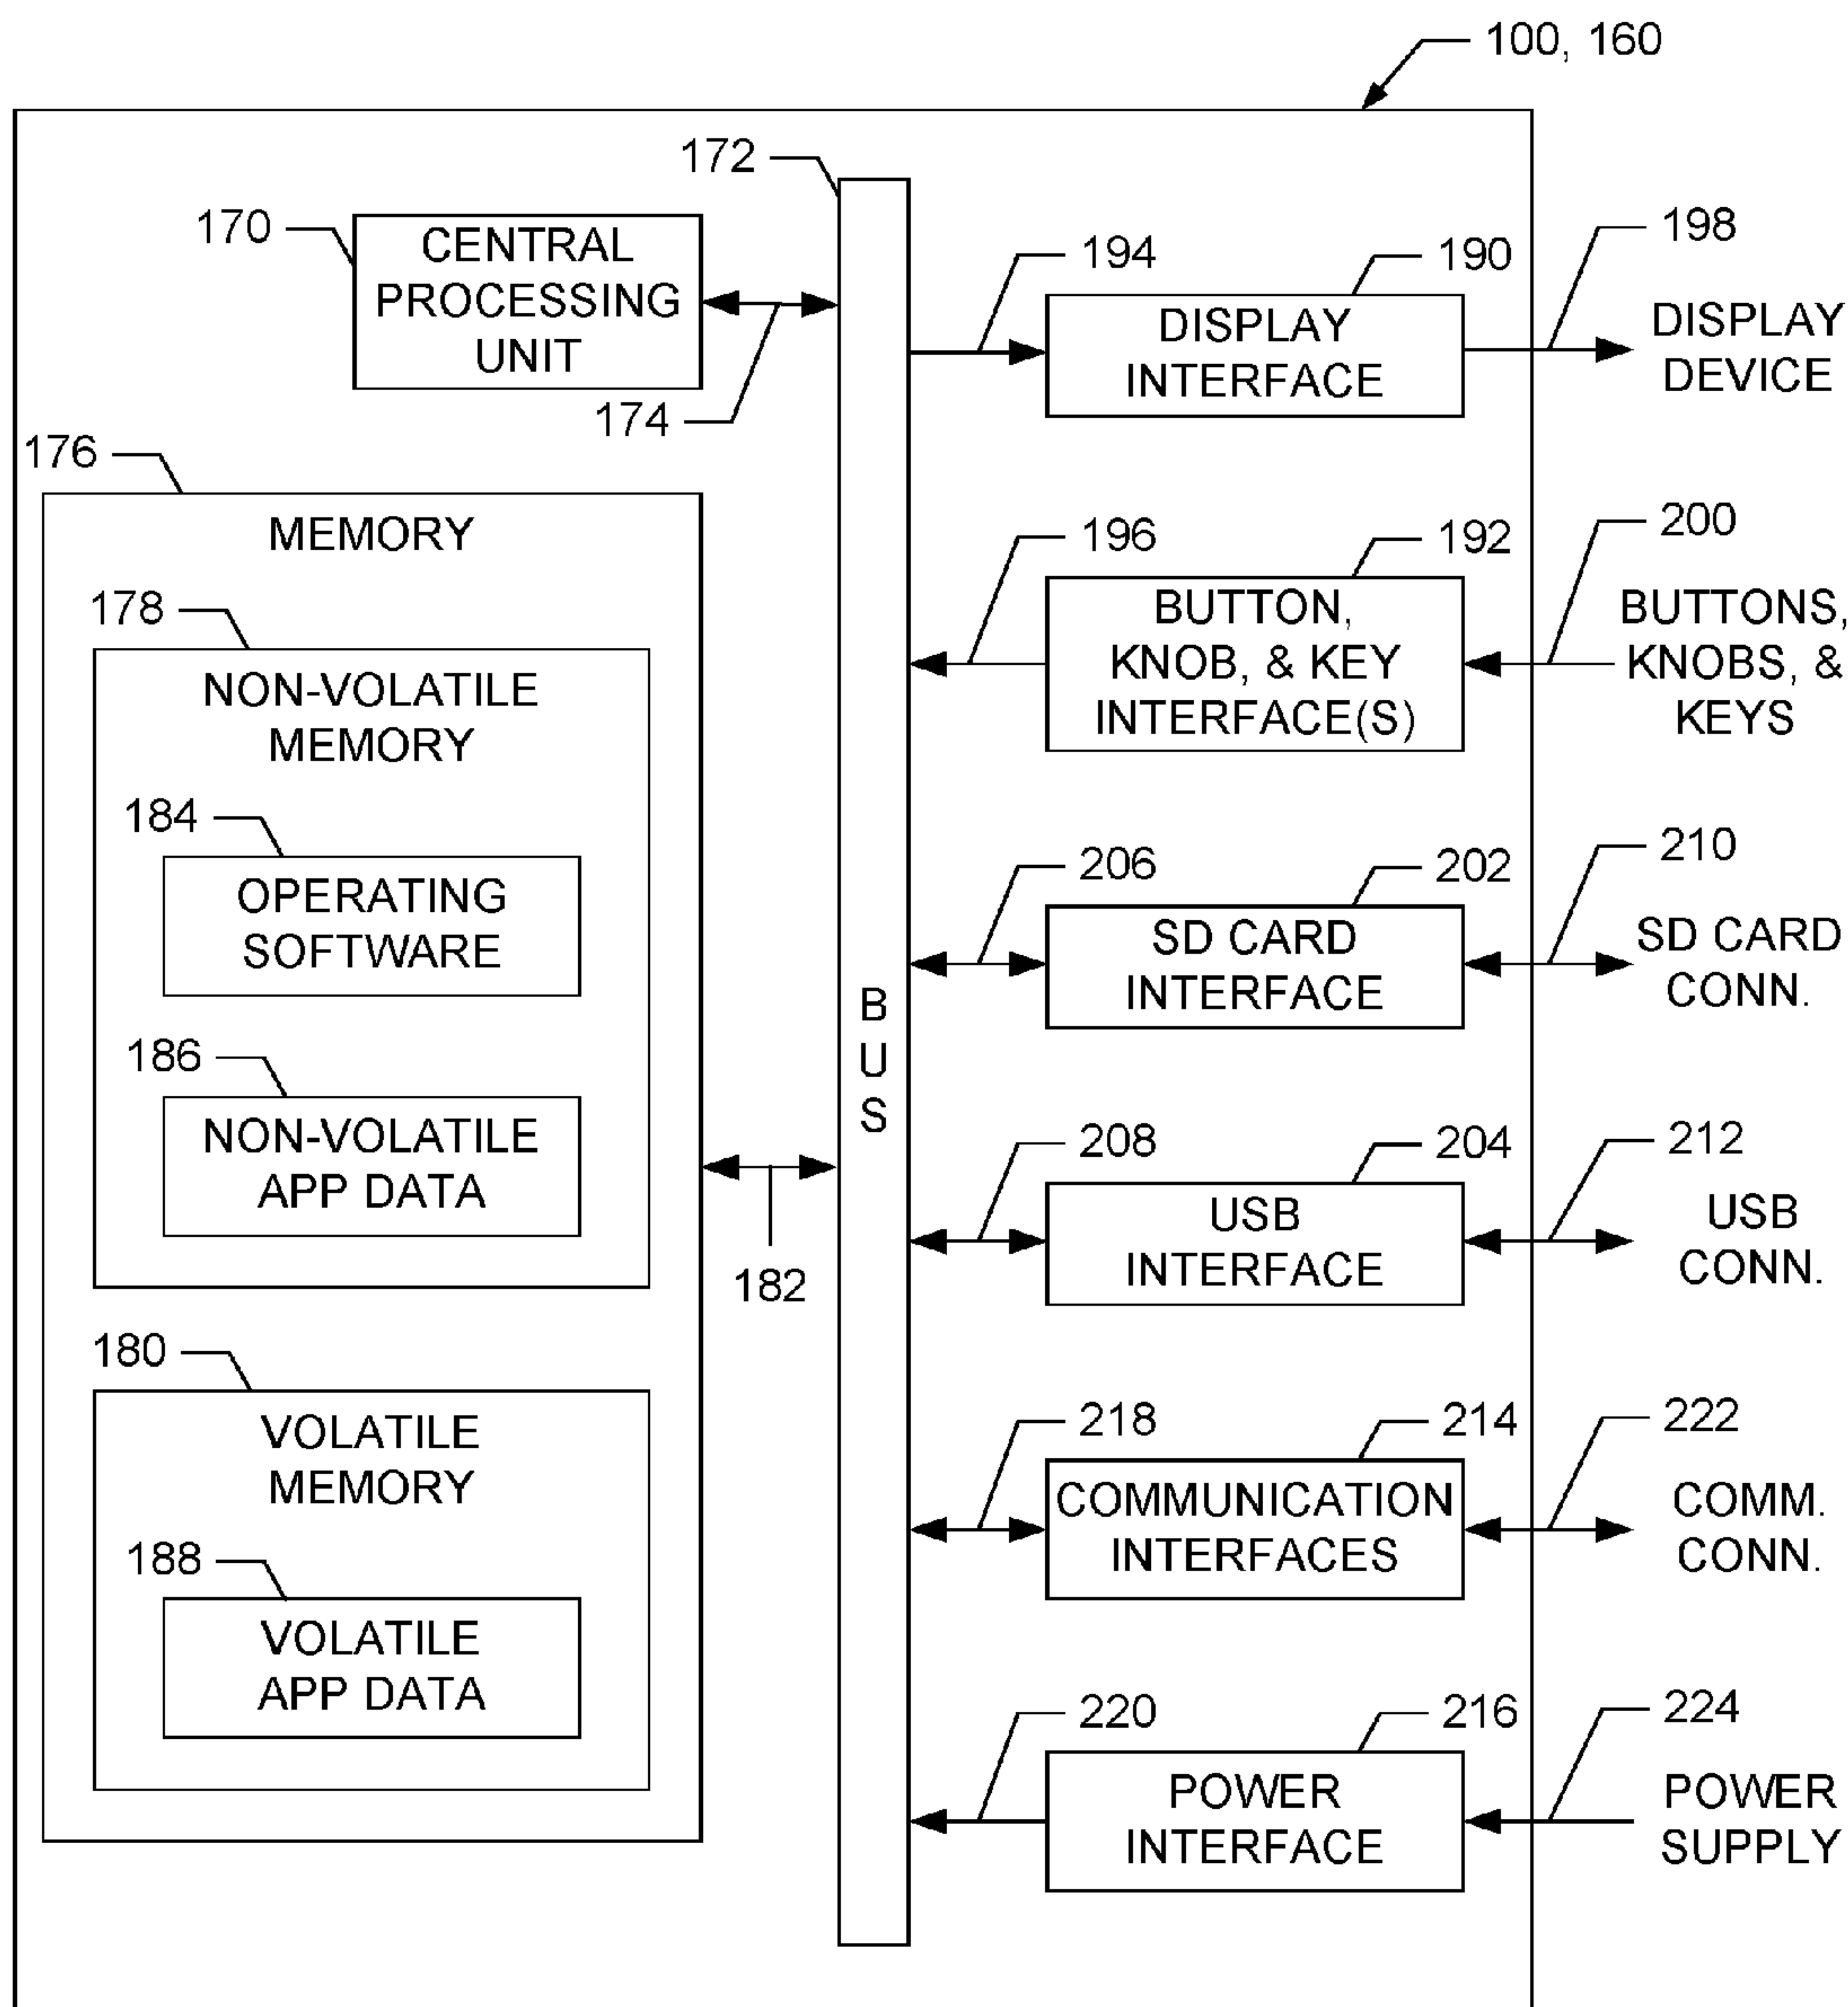 100, 160
172
170
CENTRAL
PROCESSING
UNIT
174
194
190
198
DISPLAY
INTERFACE
DISPLAY
DEVICE
176
MEMORY
196
192
200
BUTTON,
KNOB, & KEY
INTERFACE(S)
BUTTONS,
KNOBS, &
KEYS
178
NON-VOLATILE
MEMORY
184
OPERATING
SOFTWARE
206
202
210
SD CARD
INTERFACE
SD CARD
CONN.
B
U
S
186
NON-VOLATILE
APP DATA
182
208
204
212
USB
INTERFACE
USB
CONN.
180
VOLATILE
MEMORY
218
214
222
COMMUNICATION
INTERFACES
COMM.
CONN.
188
VOLATILE
APP DATA
220
216
224
POWER
INTERFACE
POWER
SUPPLY